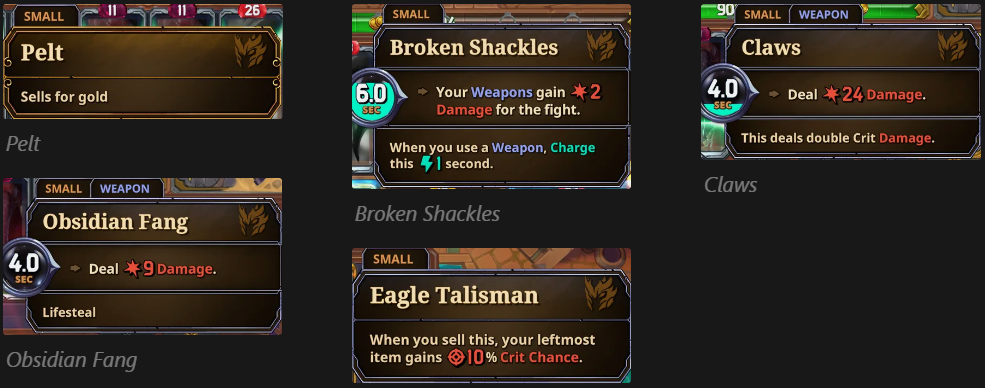 11
11
26
SMALL
Pelt
Sells for gold
Pelt
SMALL WEAPON
Obsidian Fang
4.0
SEC
Deal 9 Damage.
Lifesteal
Obsidian Fang
SMALL
Broken Shackles
6.0
SEC
Your Weapons gain 2
Damage for the fight.
When you use a Weapon, Charge
this 1 second.
Broken Shackles
SMALL
Eagle Talisman
When you sell this, your leftmost
item gains 10% Crit Chance.
90
SMALL WEAPON
Claws
4.0
SEC
Deal 24 Damage.
This deals double Crit Damage.
Claws